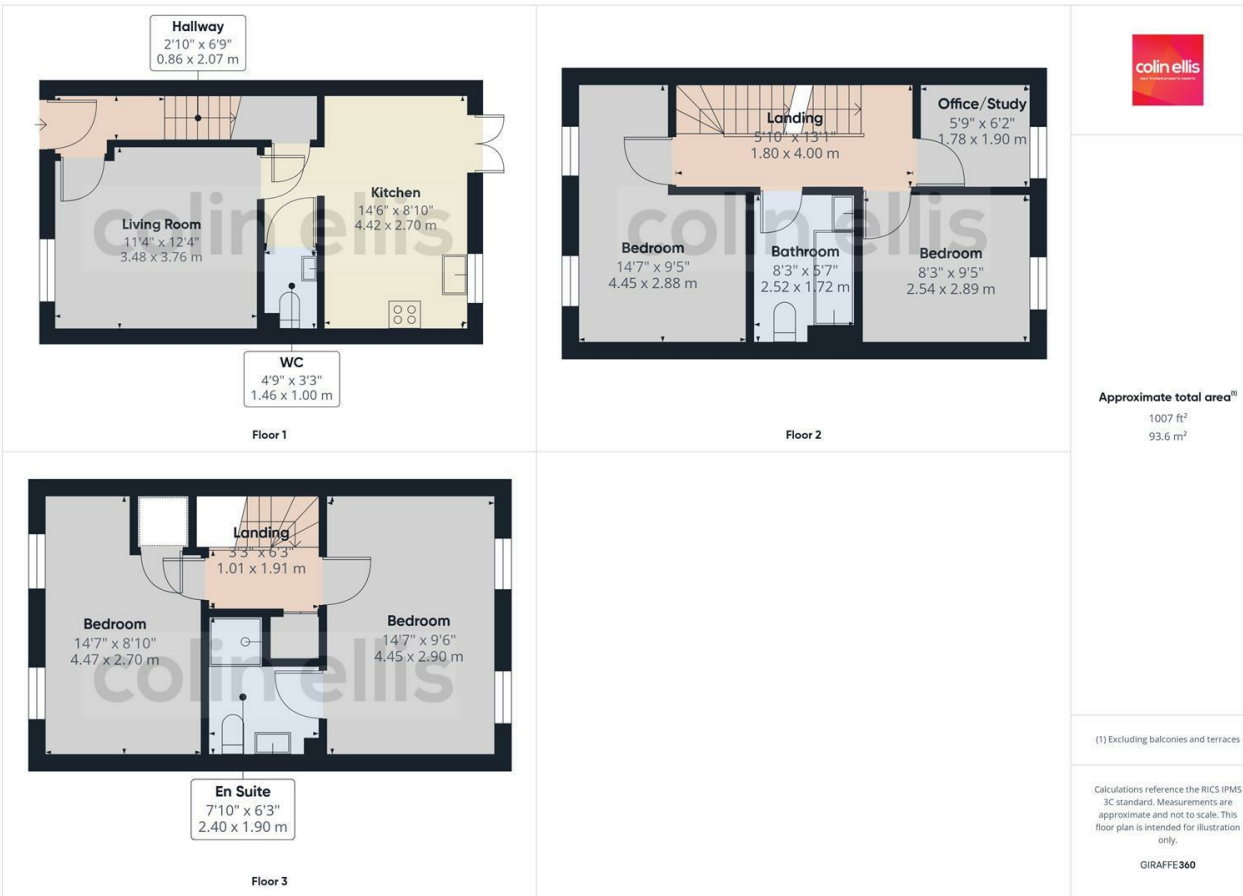 Hallway
2'10" x 6'9"
0.86 x 2.07 m
Living Room
11'4" x 12'4"
3.48 x 3.76 m
Kitchen
14'6" x 8'10"
4.42 x 2.70 m
colin ellis
WC
4'9" x 3'3"
1.46 x 1.00 m
Floor 1
Landing
5'10" x 13'1"
1.80 x 4.00 m
Office/Study
5'9" x 6'2"
1.78 x 1.90 m
Bedroom
14'7" x 9'5"
4.45 x 2.88 m
Bathroom
8'3" x 5'7"
2.52 x 1.72 m
Bedroom
8'3" x 9'5"
2.54 x 2.89 m
colin ellis
Floor 2
Landing
3'3" x 6'3"
1.01 x 1.91 m
Bedroom
14'7" x 8'10"
4.47 x 2.70 m
Bedroom
14'7" x 9'6"
4.45 x 2.90 m
colin ellis
En Suite
7'10" x 6'3"
2.40 x 1.90 m
Floor 3
colin ellis
Approximate total area(1)
1007 ft²
93.6 m²
(1) Excluding balconies and terraces
Calculations reference the RICS IPMS
3C standard. Measurements are
approximate and not to scale. This
floor plan is intended for illustration
only.
GIRAFFE360